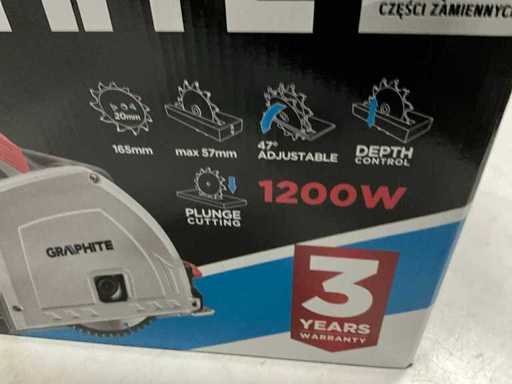 CZĘŚCI ZAMIENNYC
20mm
165mm
max 57mm
47°
ADJUSTABLE
DEPTH
CONTROL
PLUNGE
CUTTING
1200W
GRAPHITE
3
YEARS
WARRANTY